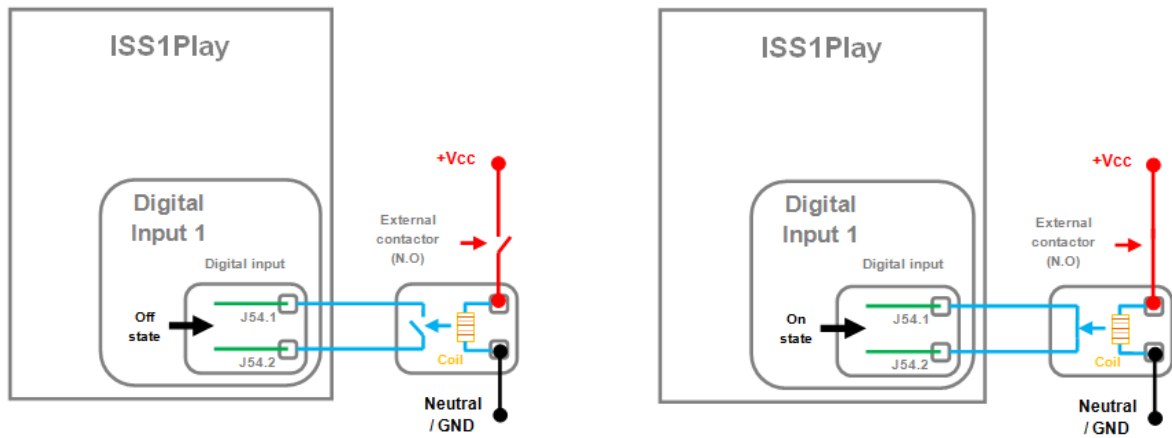 ISS1Play
+Vcc
Digital
Input 1
External
contactor
(N.O)
Digital input
Off
state
J54.1
J54.2
Coil
Neutral
/ GND
ISS1Play
+Vcc
Digital
Input 1
External
contactor
(N.O)
Digital input
On
state
J54.1
J54.2
Coil
Neutral
/ GND